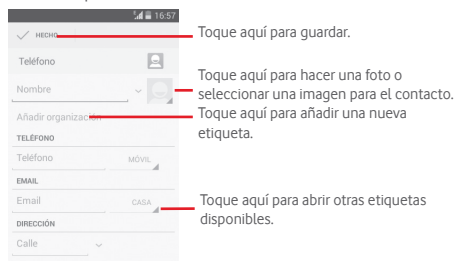 16:57
HECHO
Toque aquí para guardar.
Teléfono
Toque aquí para hacer una foto o
seleccionar una imagen para el contacto.
Nombre
Toque aquí para añadir una nueva
etiqueta.
Añadir organización
TELÉFONO
Teléfono MÓVIL
EMAIL
Email CASA
Toque aquí para abrir otras etiquetas
disponibles.
DIRECCIÓN
Calle